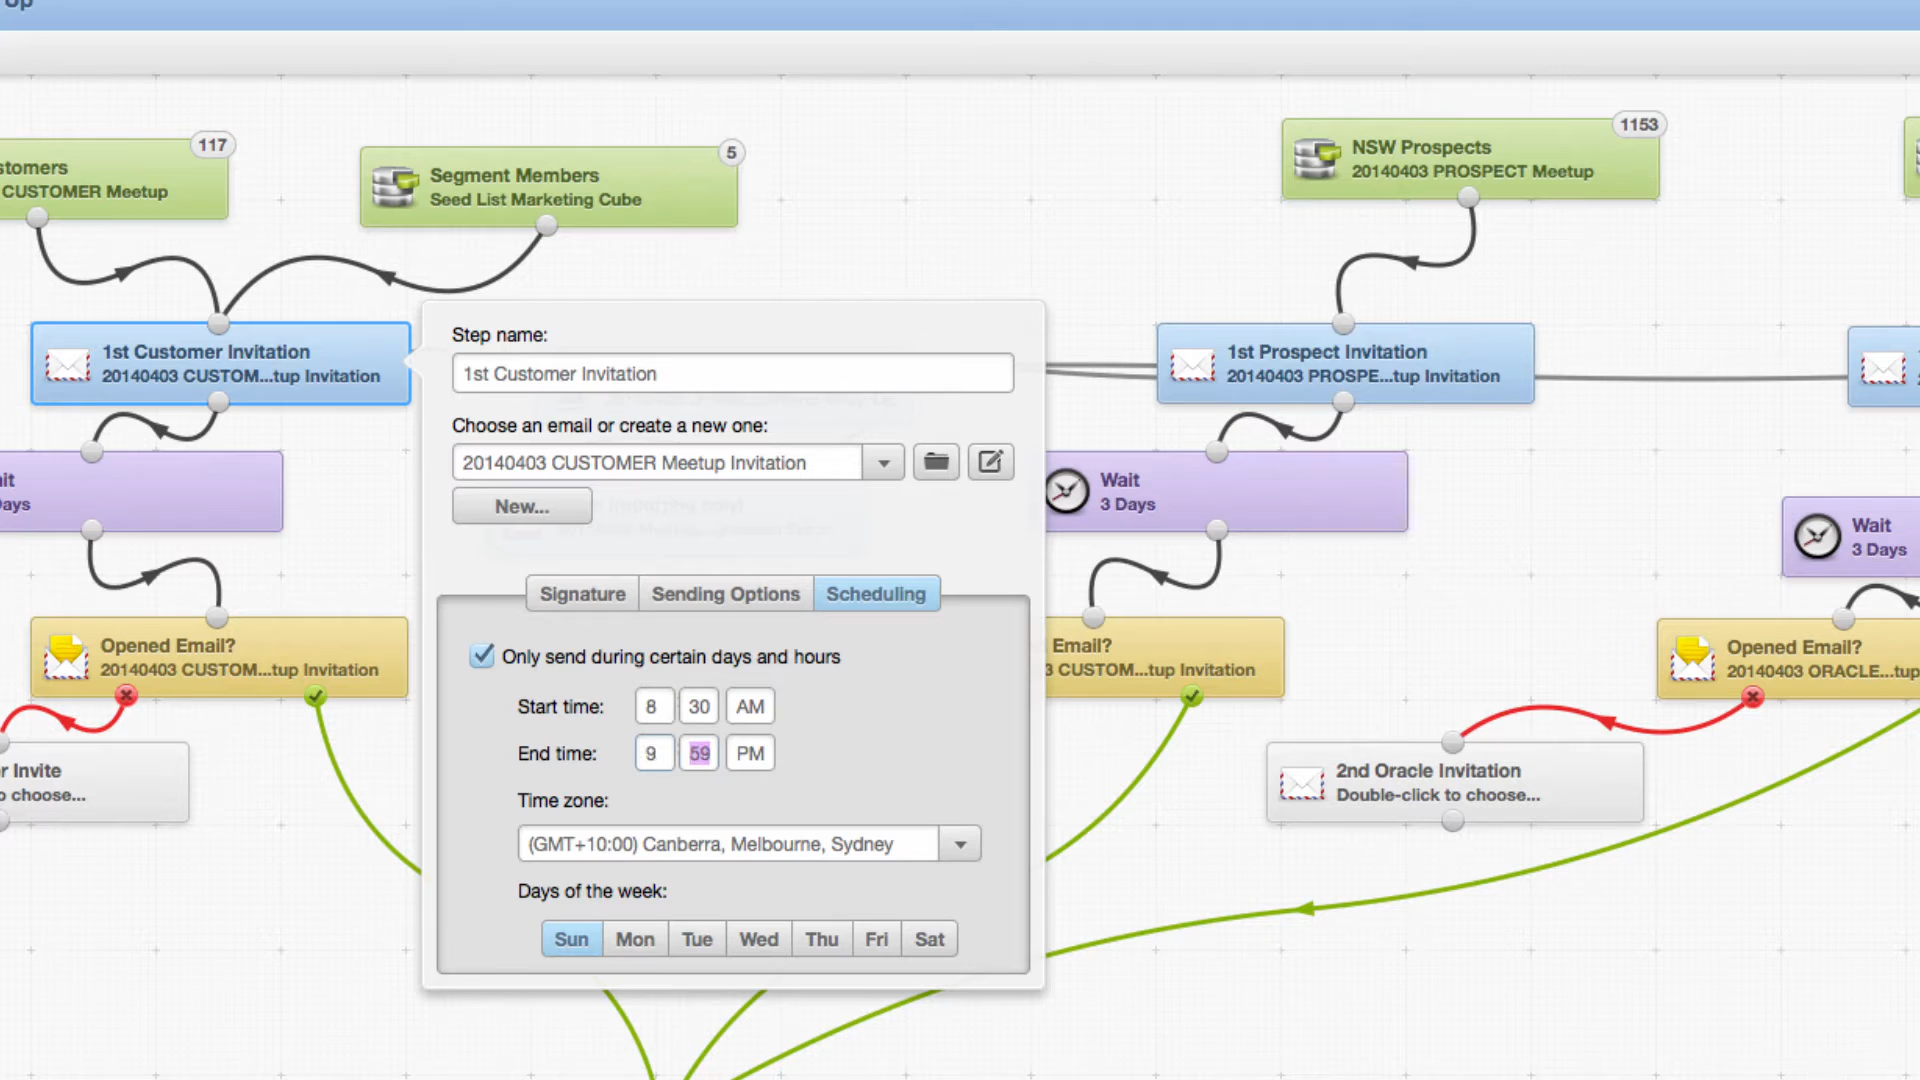 Up
117
stomers
CUSTOMER Meetup
5
Segment Members
Seed List Marketing Cube
1153
NSW Prospects
20140403 PROSPECT Meetup
1st Customer Invitation
20140403 CUSTOM...tup Invitation
Step name:
1st Customer Invitation
Choose an email or create a new one:
20140403 CUSTOMER Meetup Invitation
New...
1st Prospect Invitation
20140403 PROSPE...tup Invitation
it
ays
Wait
3 Days
Wait
3 Days
Signature
Sending Options
Scheduling
Opened Email?
20140403 CUSTOM...tup Invitation
Only send during certain days and hours
Start time:
8
30
AM
End time:
9
59
PM
Time zone:
(GMT+10:00) Canberra, Melbourne, Sydney
Days of the week:
Sun
Mon
Tue
Wed
Thu
Fri
Sat
Email?
3 CUSTOM...tup Invitation
Opened Email?
20140403 ORACLE...tup
r Invite
o choose...
2nd Oracle Invitation
Double-click to choose...